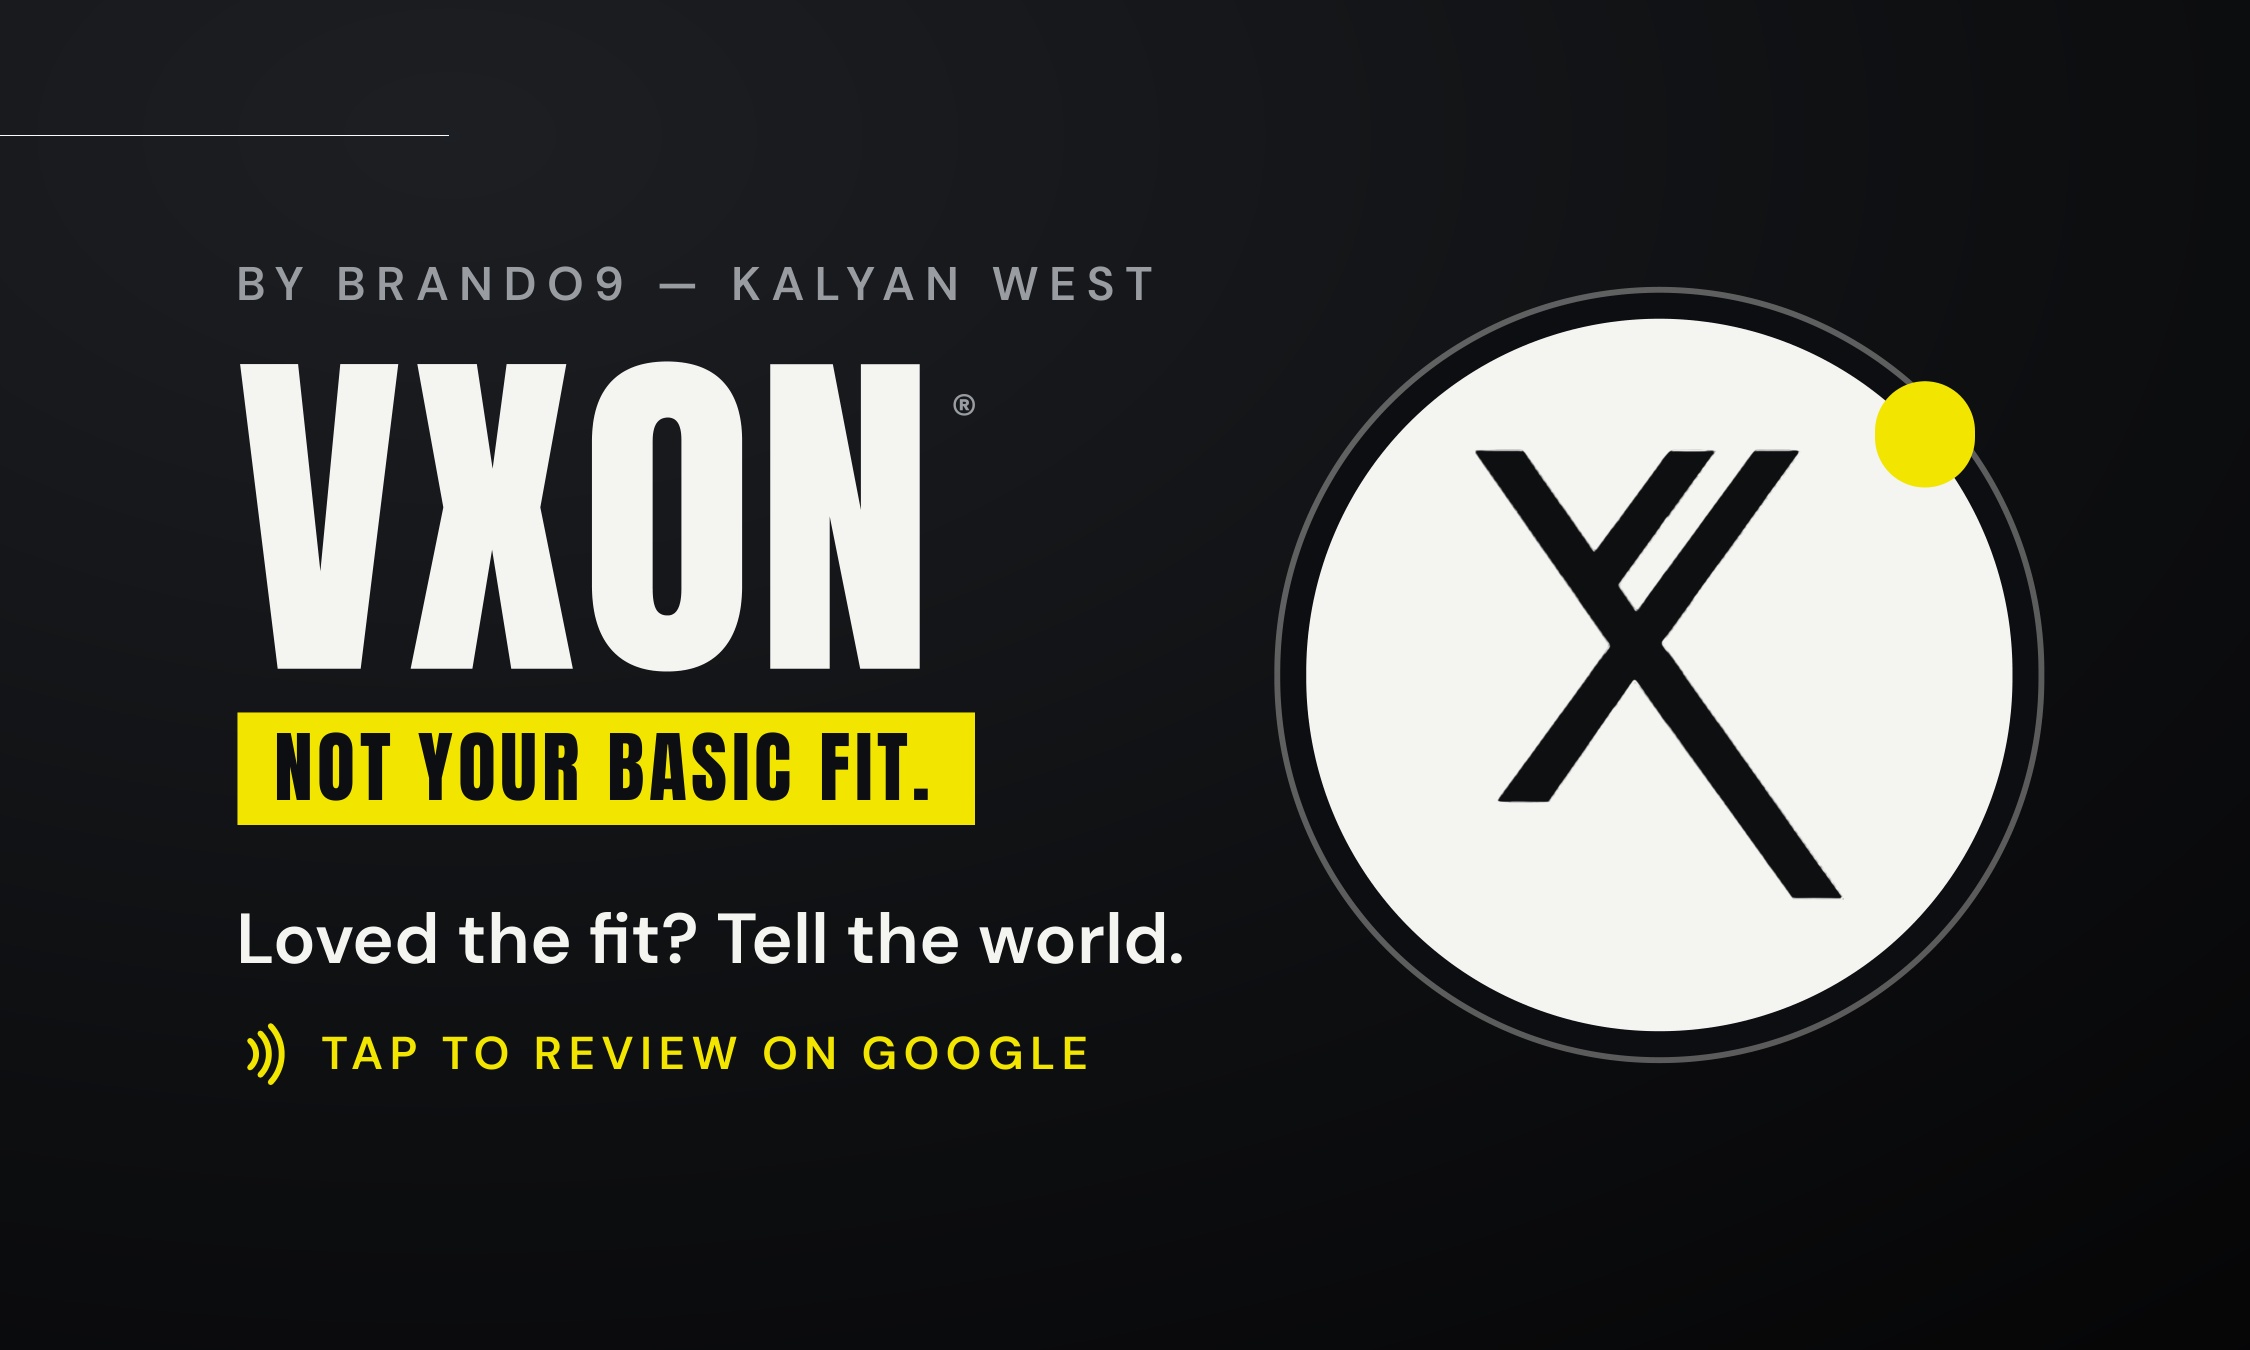 BY BRANDO9 — KALYAN WEST
VXON®
NOT YOUR BASIC FIT.
Loved the fit? Tell the world.
TAP TO REVIEW ON GOOGLE